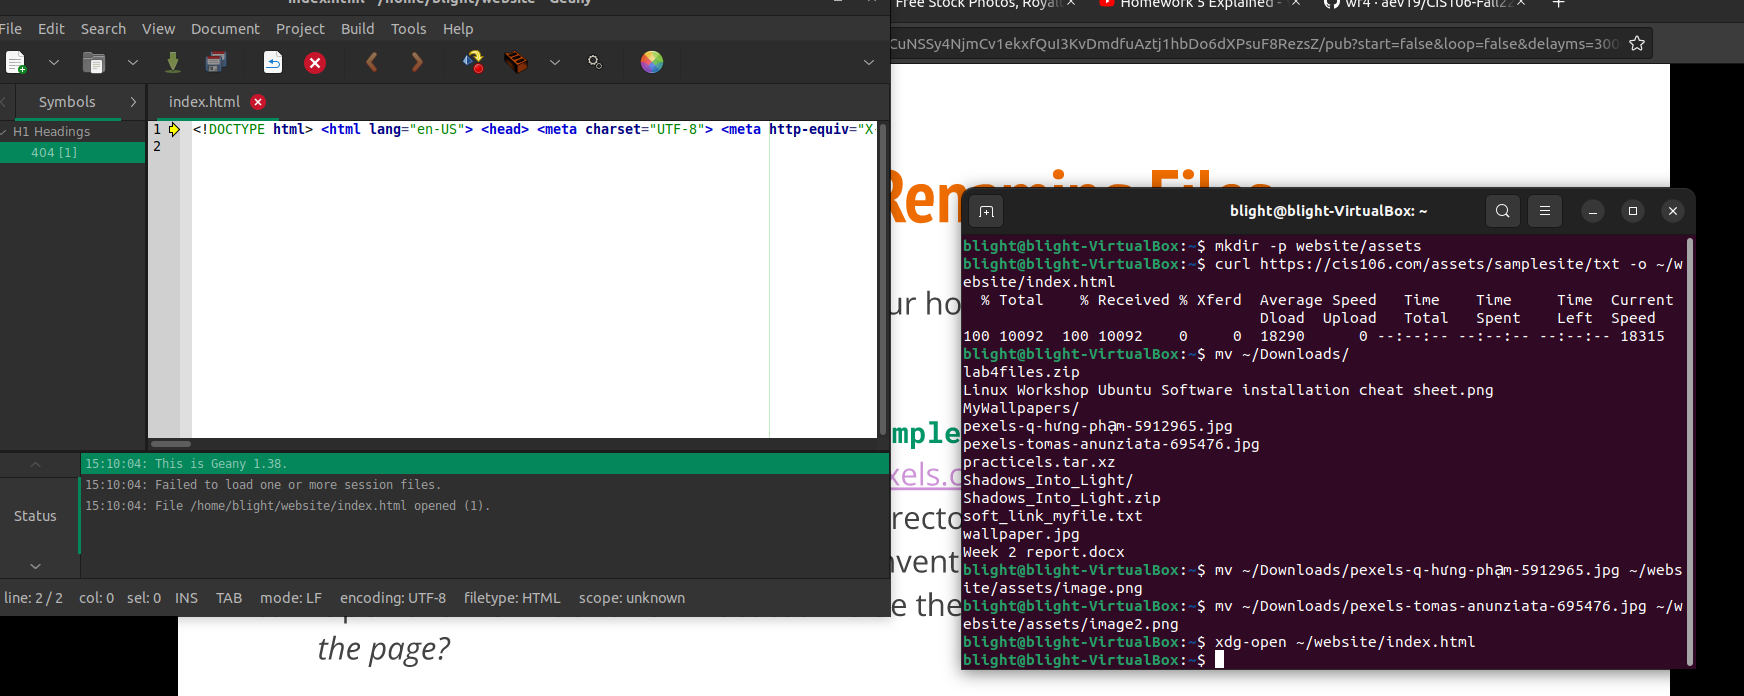 index.html - /home/blight/website - Geany
File Edit Search View Document Project Build Tools Help
Symbols
index.html
H1 Headings
404 [1]
1 <!DOCTYPE html> <html lang="en-US"> <head> <meta charset="UTF-8"> <meta http-equiv="X-
2
Status
15:10:04: This is Geany 1.38.
15:10:04: Failed to load one or more session files.
15:10:04: File /home/blight/website/index.html opened (1).
line: 2 / 2 col: 0 sel: 0 INS TAB mode: LF encoding: UTF-8 filetype: HTML scope: unknown
Free Stock Photos, Royal
Homework 5 Explained -
wr4 · aev19/CIS106-Fall22
CuNSSy4NjmCv1ekxfQuI3KvDmdfuAztj1hbDo6dXPsuF8RezsZ/pub?start=false&loop=false&delayms=300
Renaming Files
ur ho
mple
xels.c
recto
nvent
e the
the page?
blight@blight-VirtualBox: ~
blight@blight-VirtualBox:~$ mkdir -p website/assets
blight@blight-VirtualBox:~$ curl https://cis106.com/assets/samplesite/txt -o ~/w
ebsite/index.html
% Total % Received % Xferd Average Speed Time Time Time Current
Dload Upload Total Spent Left Speed
100 10092 100 10092 0 0 18290 0 --:--:-- --:--:-- --:--:-- 18315
blight@blight-VirtualBox:~$ mv ~/Downloads/
lab4files.zip
Linux Workshop Ubuntu Software installation cheat sheet.png
MyWallpapers/
pexels-q-hưng-phạm-5912965.jpg
pexels-tomas-anunziata-695476.jpg
practicels.tar.xz
Shadows_Into_Light/
Shadows_Into_Light.zip
soft_link_myfile.txt
wallpaper.jpg
Week 2 report.docx
blight@blight-VirtualBox:~$ mv ~/Downloads/pexels-q-hưng-phạm-5912965.jpg ~/webs
ite/assets/image.png
blight@blight-VirtualBox:~$ mv ~/Downloads/pexels-tomas-anunziata-695476.jpg ~/w
ebsite/assets/image2.png
blight@blight-VirtualBox:~$ xdg-open ~/website/index.html
blight@blight-VirtualBox:~$